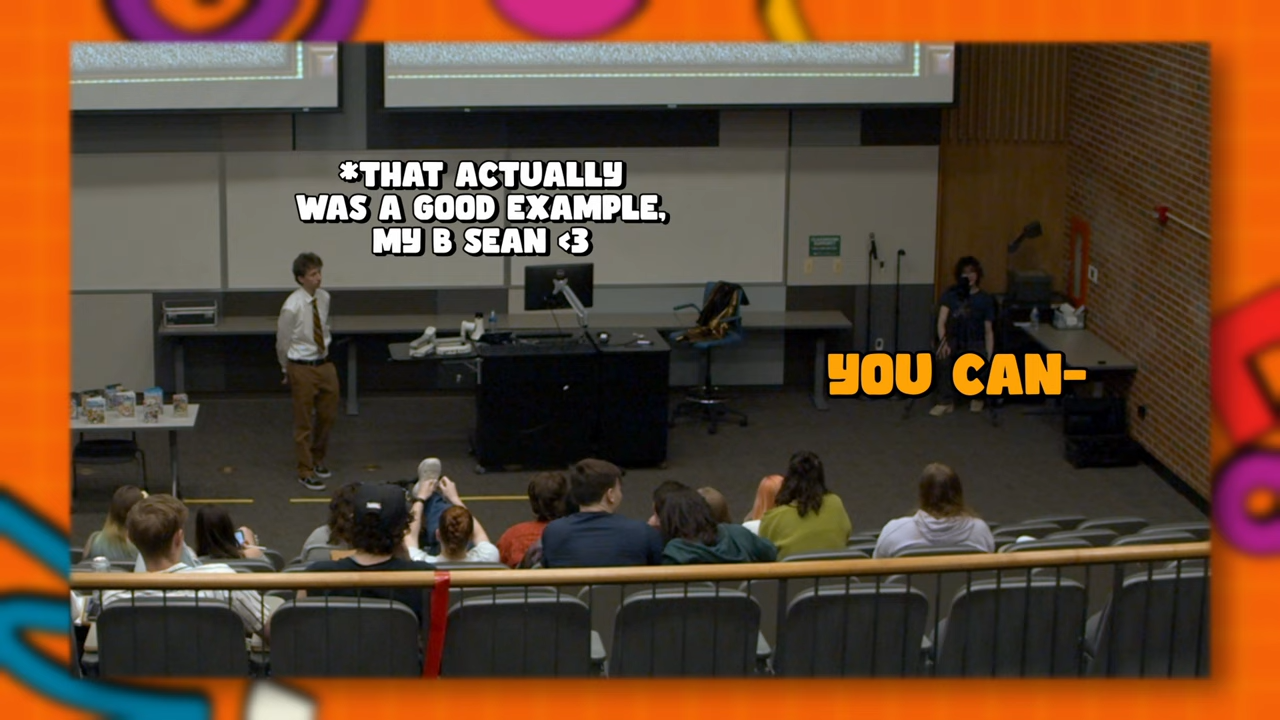 *THAT ACTUALLY
WAS A GOOD EXAMPLE,
MY B SEAN <3
YOU CAN-